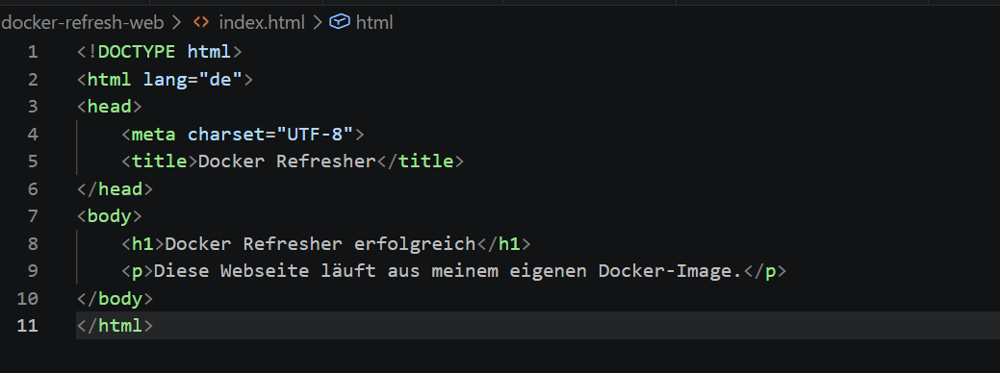 docker-refresh-web > <> index.html > html
1 <!DOCTYPE html>
2 <html lang="de">
3 <head>
4     <meta charset="UTF-8">
5     <title>Docker Refresher</title>
6 </head>
7 <body>
8     <h1>Docker Refresher erfolgreich</h1>
9     <p>Diese Webseite läuft aus meinem eigenen Docker-Image.</p>
10 </body>
11 </html>